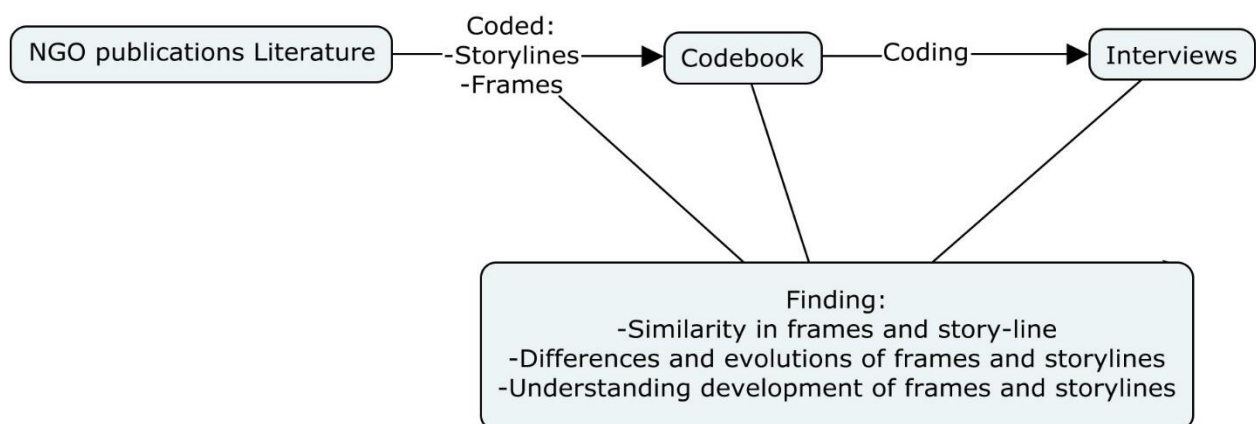 NGO publications Literature
Coded:
-Storylines
-Frames
Codebook
Coding
Interviews
Finding:
-Similarity in frames and story-line
-Differences and evolutions of frames and storylines
-Understanding development of frames and storylines